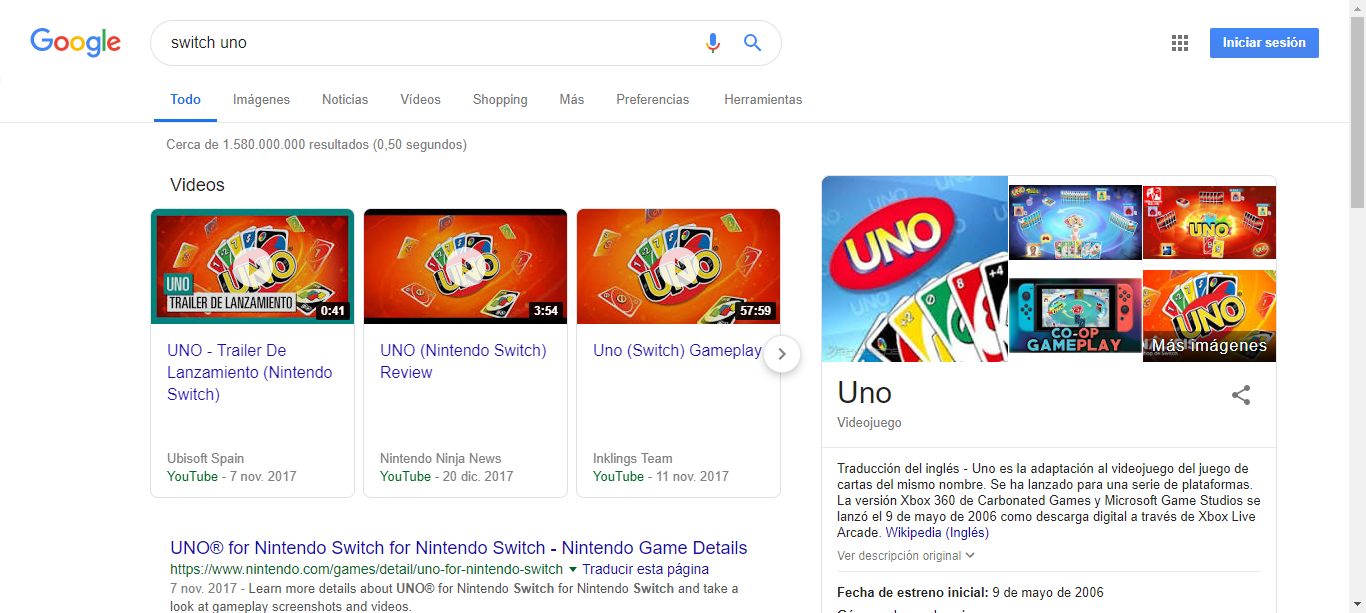 Google
switch uno
Iniciar sesión
Todo Imágenes Noticias Vídeos Shopping Más Preferencias Herramientas
Cerca de 1.580.000.000 resultados (0,50 segundos)
Videos
UNO
TRAILER DE LANZAMIENTO
0:41
UNO - Trailer De
Lanzamiento (Nintendo
Switch)
Ubisoft Spain
YouTube - 7 nov. 2017
UNO
3:54
UNO (Nintendo Switch)
Review
Nintendo Ninja News
YouTube - 20 dic. 2017
UNO
57:59
Uno (Switch) Gameplay
Inklings Team
YouTube - 11 nov. 2017
UNO® for Nintendo Switch for Nintendo Switch - Nintendo Game Details
https://www.nintendo.com/games/detail/uno-for-nintendo-switch Traducir esta página
7 nov. 2017 - Learn more details about UNO® for Nintendo Switch for Nintendo Switch and take a
look at gameplay screenshots and videos.
UNO
+4
8
UNO
CO-OP
GAMEPLAY
UNO
Más imágenes
Uno
Videojuego
Traducción del inglés - Uno es la adaptación al videojuego del juego de
cartas del mismo nombre. Se ha lanzado para una serie de plataformas.
La versión Xbox 360 de Carbonated Games y Microsoft Game Studios se
lanzó el 9 de mayo de 2006 como descarga digital a través de Xbox Live
Arcade. Wikipedia (Inglés)
Ver descripción original
Fecha de estreno inicial: 9 de mayo de 2006